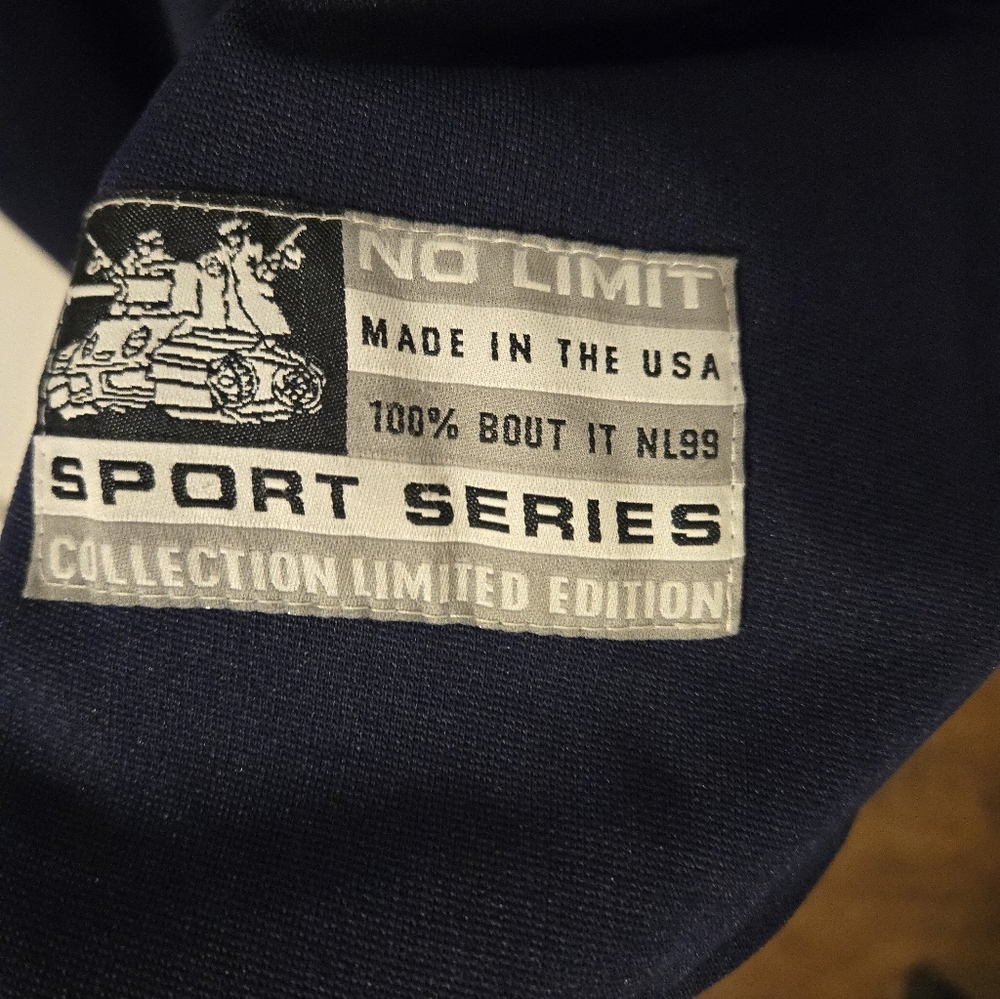 NO LIMIT
MADE IN THE USA
100% BOUT IT NL99
SPORT SERIES
COLLECTION LIMITED EDITION